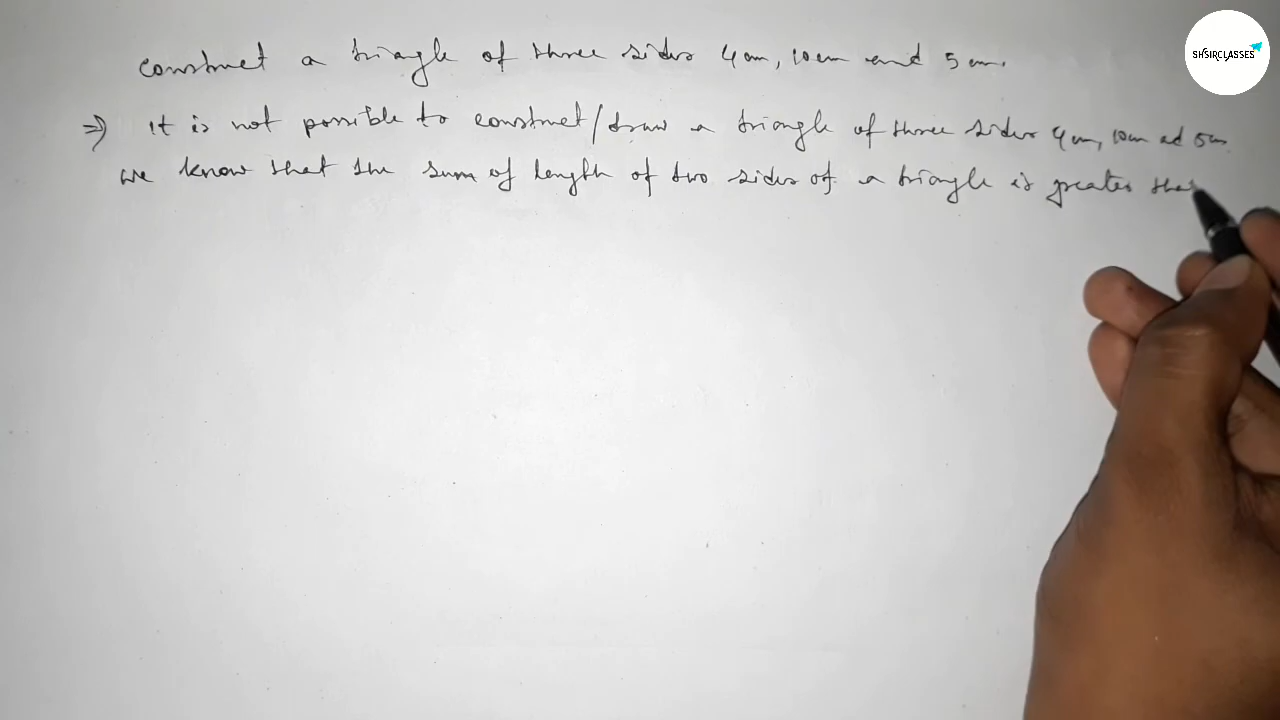 SHSIRCLASSES
construct a triangle of three sides 4cm, 10cm and 5cm.
⇒ It is not possible to construct/draw a triangle of three sides 4cm, 10cm ad 5cm
we know that the sum of length of two sides of a triangle is greater than